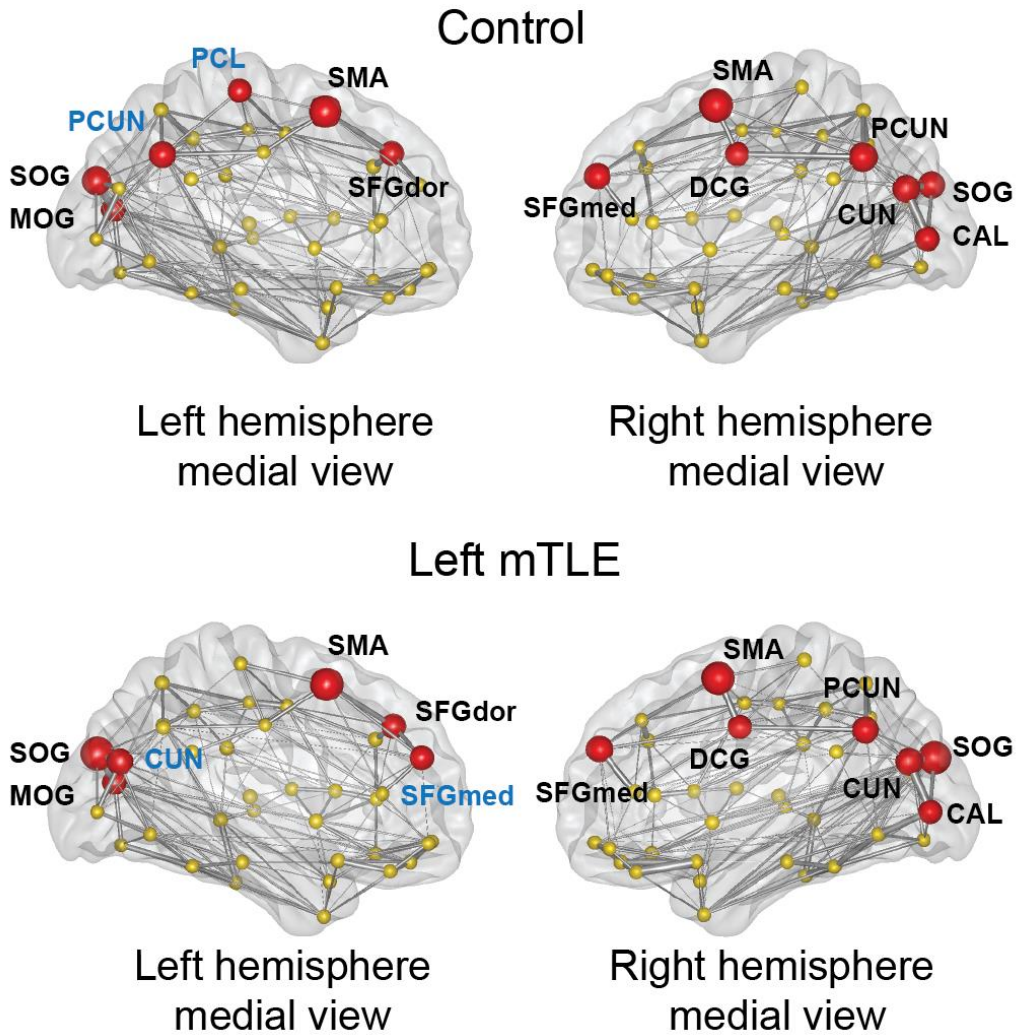 Control
PCL
SMA
PCUN
SOG
SFGdor
MOG
SMA
PCUN
DCG
SFGmed
SOG
CUN
CAL
Left hemisphere
medial view
Right hemisphere
medial view
Left mTLE
SMA
SFGdor
SOG
CUN
MOG
SFGmed
SMA
PCUN
DCG
SOG
SFGmed
CUN
CAL
Left hemisphere
medial view
Right hemisphere
medial view